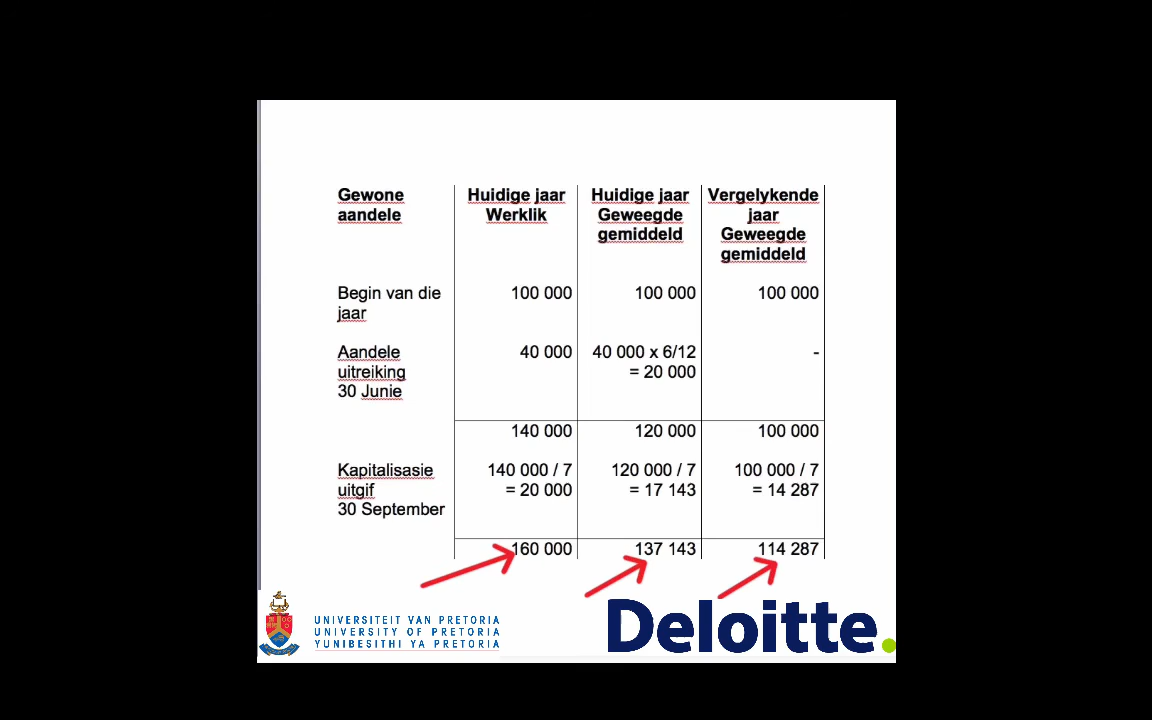 Gewone
aandele
Huidige jaar
Werklik
Huidige jaar
Geweegde
gemiddeld
Vergelykende
jaar
Geweegde
gemiddeld
Begin van die
jaar
100 000
100 000
100 000
Aandele
uitreiking
30 Junie
40 000
40 000 x 6/12
= 20 000
-
140 000
120 000
100 000
Kapitalisasie
uitgif
30 September
140 000 / 7
= 20 000
120 000 / 7
= 17 143
100 000 / 7
= 14 287
160 000
137 143
114 287
UNIVERSITEIT VAN PRETORIA
UNIVERSITY OF PRETORIA
YUNIBESITHI YA PRETORIA
Deloitte.